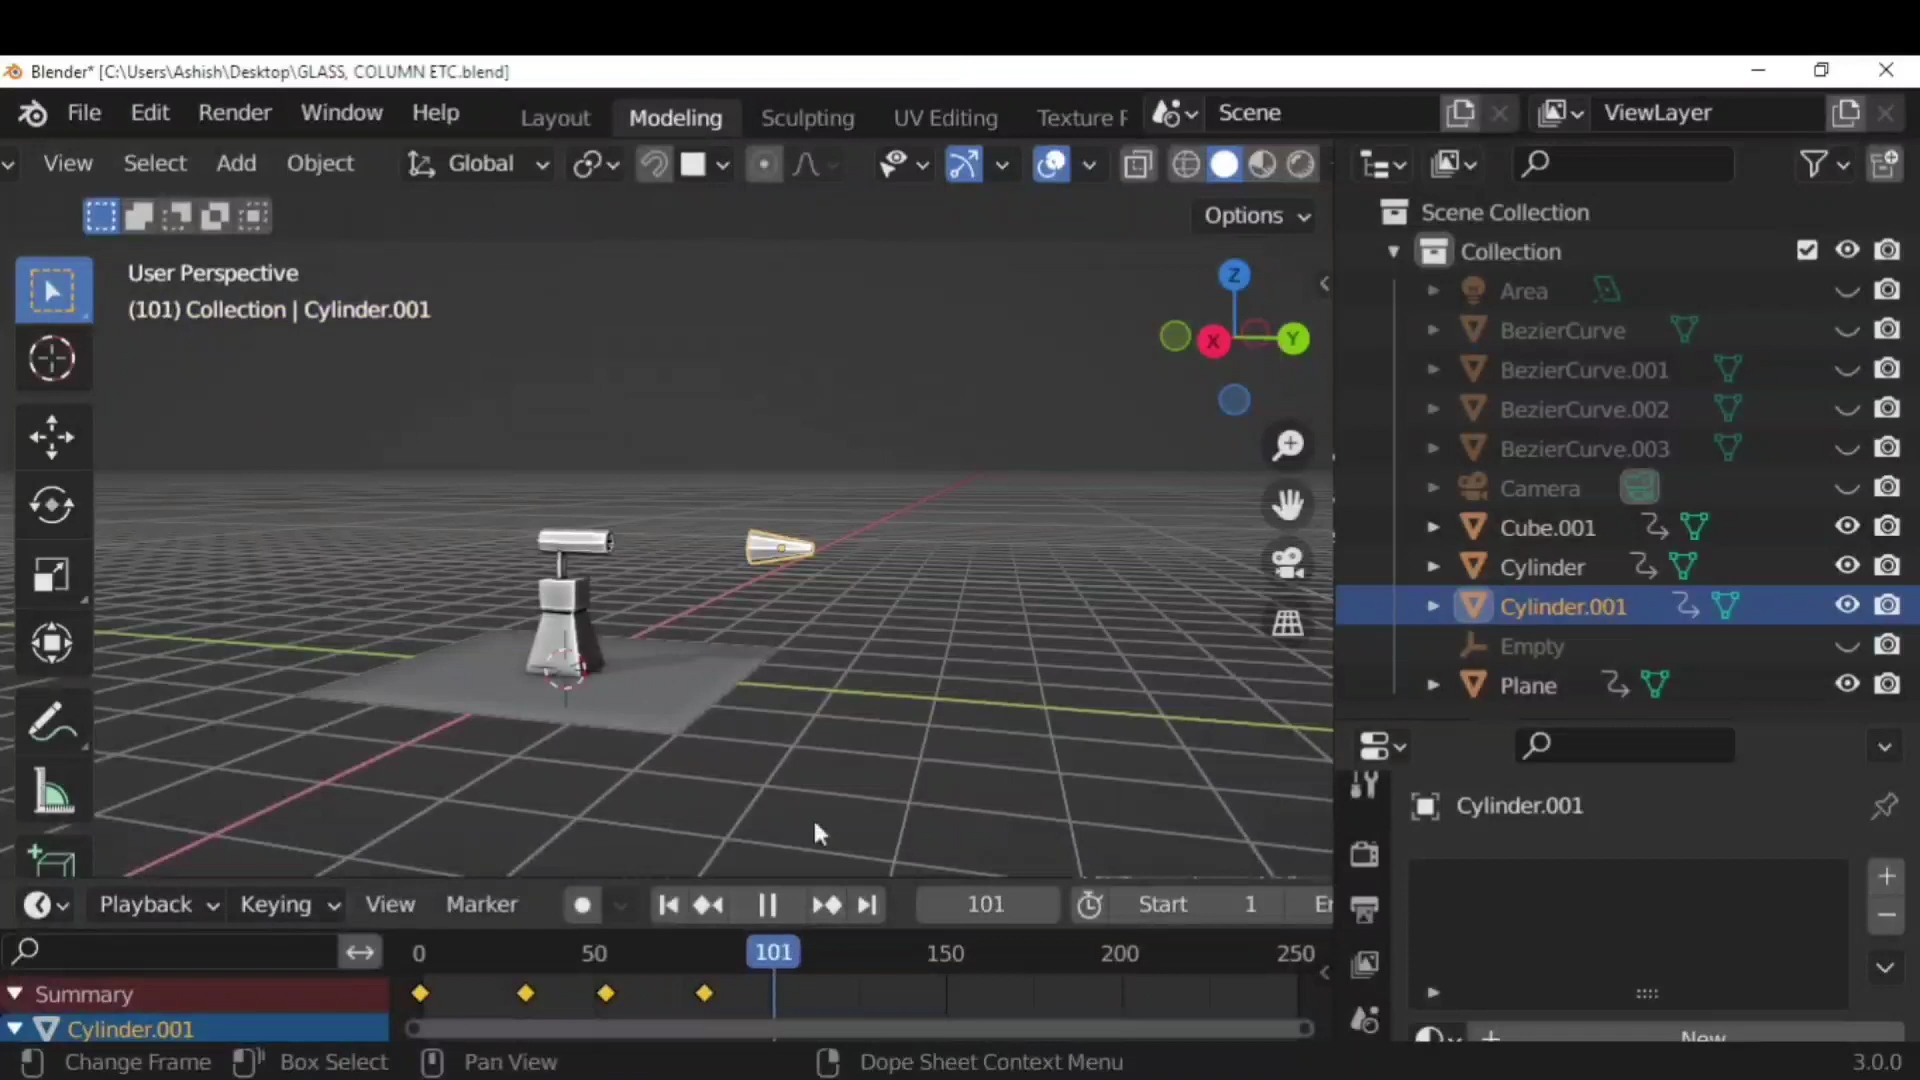 Blender* [C:\Users\Ashish\Desktop\GLASS, COLUMN ETC.blend]
File Edit Render Window Help Layout Modeling Sculpting UV Editing Texture Scene ViewLayer
View Select Add Object Global
Options
User Perspective
(101) Collection | Cylinder.001
Z
X
Y
Scene Collection
Collection
Area
BezierCurve
BezierCurve.001
BezierCurve.002
BezierCurve.003
Camera
Cube.001
Cylinder
Cylinder.001
Empty
Plane
Cylinder.001
New
Playback Keying View Marker 101 Start 1
0 50 101 150 200 250
Summary
Cylinder.001
Change Frame Box Select Pan View Dope Sheet Context Menu 3.0.0